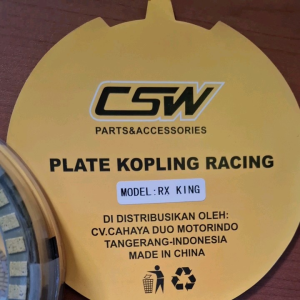 CSW
PARTS&ACCESSORIES
PLATE KOPLING RACING
MODEL:RX KING
DI DISTRIBUSIKAN OLEH:
CV.CAHAYA DUO MOTORINDO
TANGERANG-INDONESIA
MADE IN CHINA